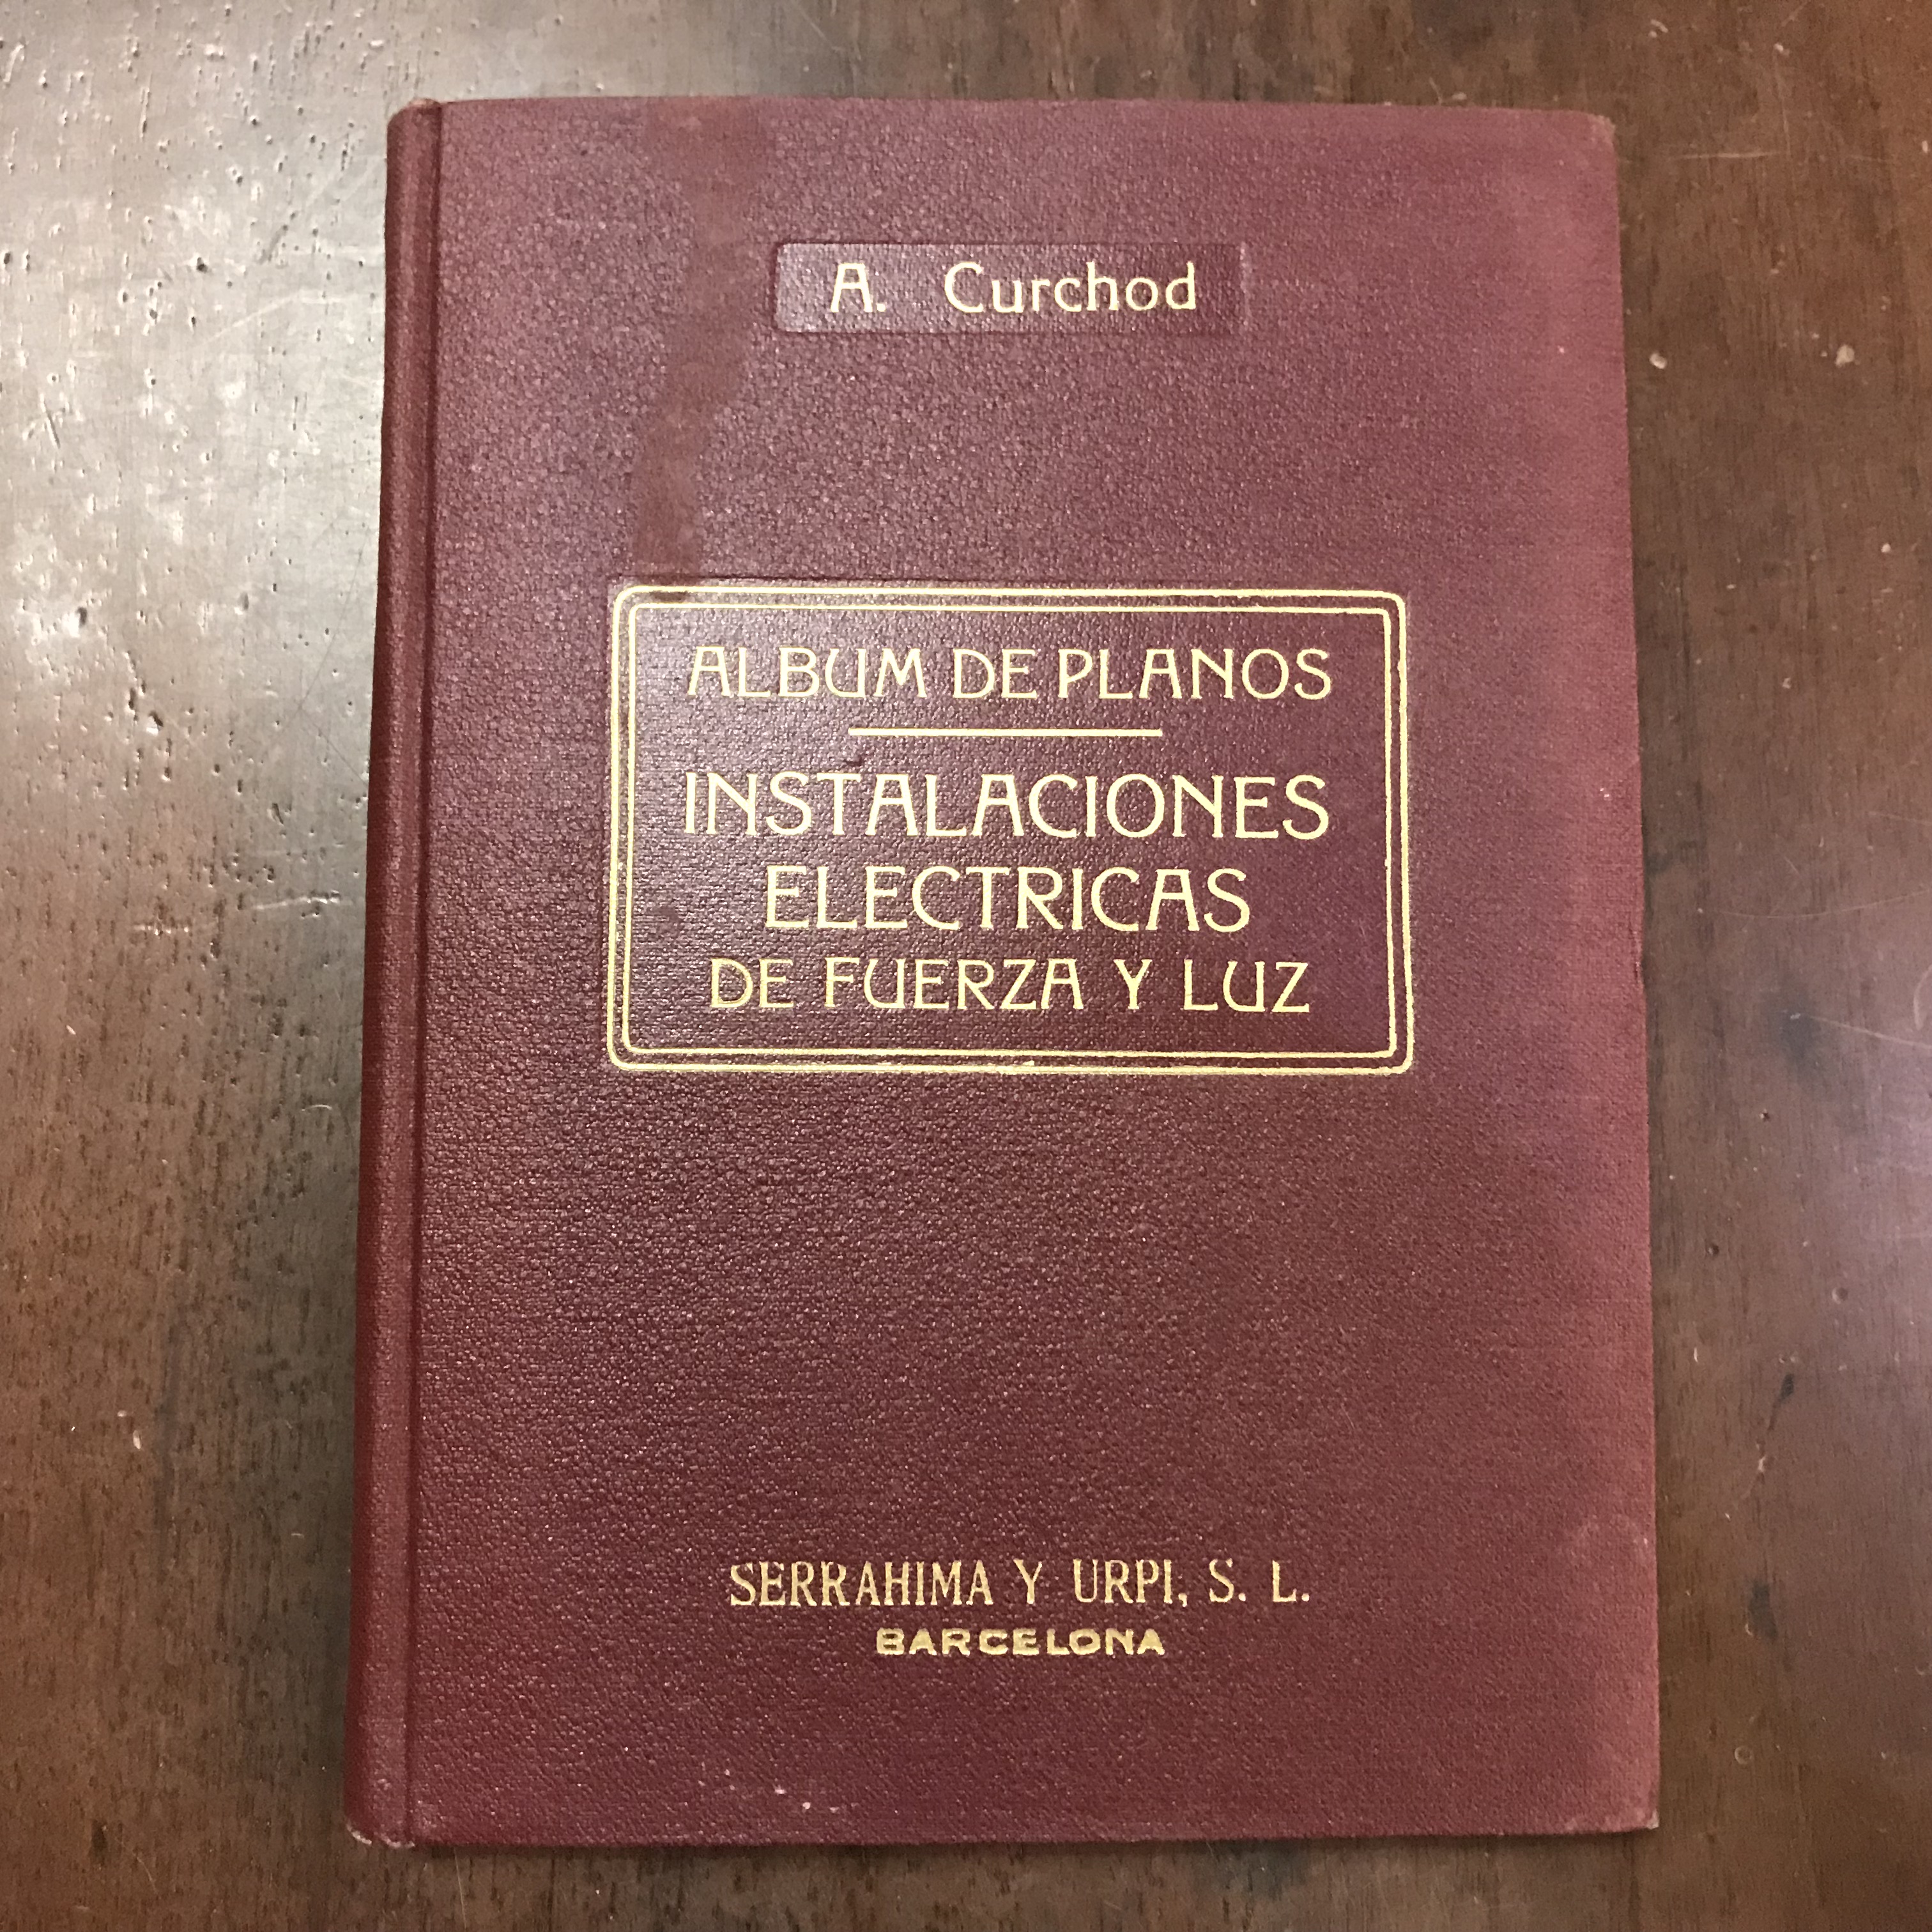 A. Curchod
ALBUM DE PLANOS
INSTALACIONES
ELECTRICAS
DE FUERZA Y LUZ
SERRAHIMA Y URPI, S. L.
BARCELONA